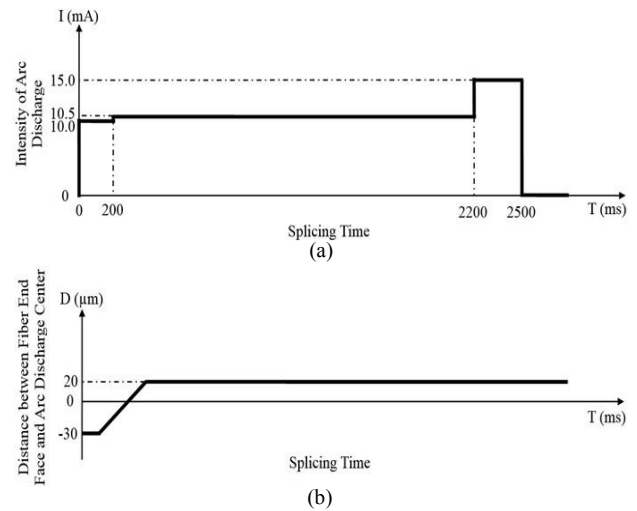 I (mA)
Intensity of Arc
Discharge
15.0
10.5
10.0
0
0
200
2200
2500
T (ms)
Splicing Time
(a)
D (μm)
Distance between Fiber End
Face and Arc Discharge Center
20
0
-30
T (ms)
Splicing Time
(b)